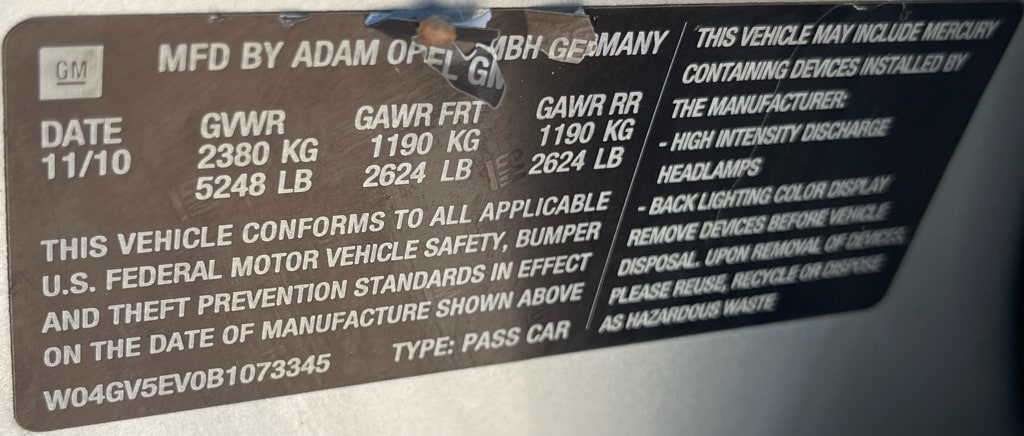 GM
MFD BY ADAM OPEL GMBH GERMANY
DATE
11/10
GVWR
2380 KG
5248 LB
GAWR FRT
1190 KG
2624 LB
GAWR RR
1190 KG
2624 LB
THIS VEHICLE CONFORMS TO ALL APPLICABLE
U.S. FEDERAL MOTOR VEHICLE SAFETY, BUMPER
AND THEFT PREVENTION STANDARDS IN EFFECT
ON THE DATE OF MANUFACTURE SHOWN ABOVE
W04GV5EV0B1073345
TYPE: PASS CAR
THIS VEHICLE MAY INCLUDE MERCURY
CONTAINING DEVICES INSTALLED BY
THE MANUFACTURER:
- HIGH INTENSITY DISCHARGE
HEADLAMPS
- BACK LIGHTING COLOR DISPLAY
REMOVE DEVICES BEFORE VEHICLE
DISPOSAL. UPON REMOVAL OF DEVICES,
PLEASE REUSE, RECYCLE OR DISPOSE
AS HAZARDOUS WASTE